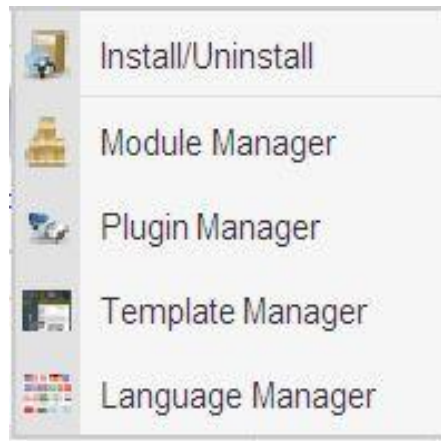 Install/Uninstall
Module Manager
Plugin Manager
Template Manager
Language Manager